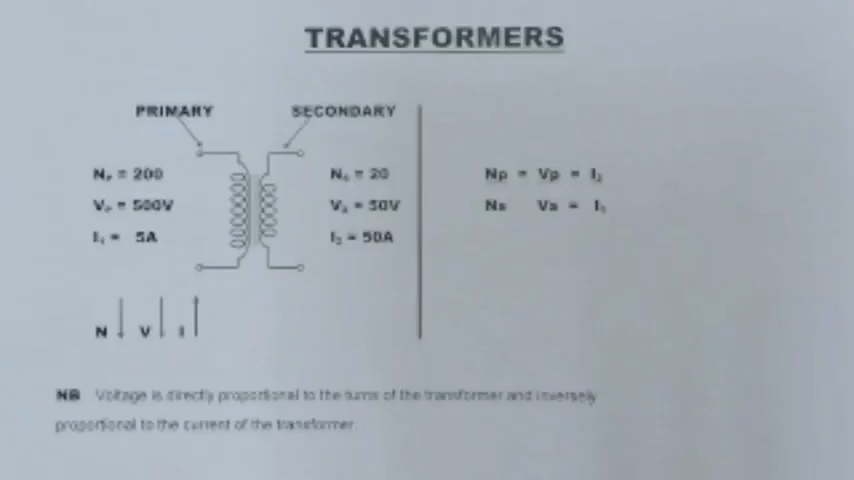 TRANSFORMERS
PRIMARY SECONDARY
Np = 200 Ns = 20 Np = Vp = I₂
Vp = 500V Vs = 50V Ns Vs = I₁
I₁ = 5A I₂ = 50A
N V I
NB Voltage is directly proportional to the turns of the transformer and inversely
proportional to the current of the transformer